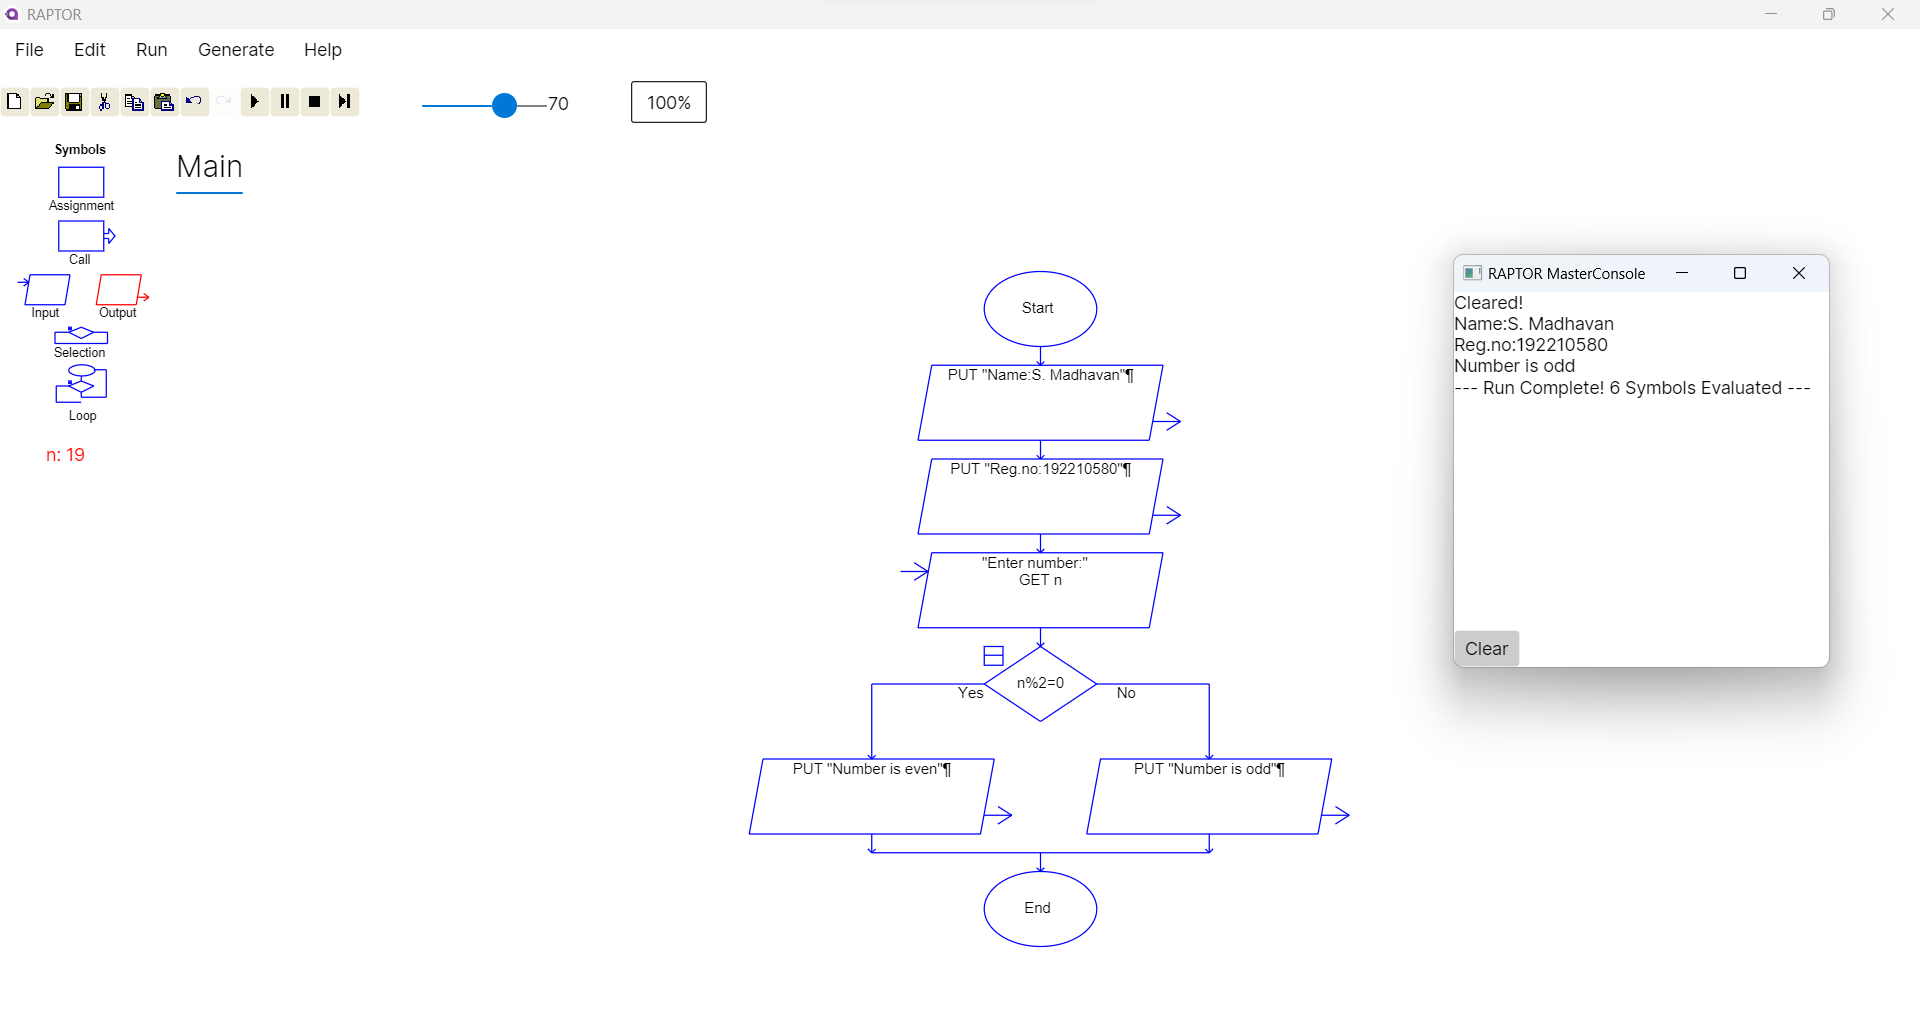 RAPTOR
File Edit Run Generate Help
70
100%
Symbols
Assignment
Call
Input Output
Selection
Loop
n: 19
Main
Start
PUT "Name:S. Madhavan"¶
PUT "Reg.no:192210580"¶
"Enter number:"
GET n
n%2=0
Yes No
PUT "Number is even"¶
PUT "Number is odd"¶
End
RAPTOR MasterConsole
Cleared!
Name:S. Madhavan
Reg.no:192210580
Number is odd
--- Run Complete! 6 Symbols Evaluated ---
Clear